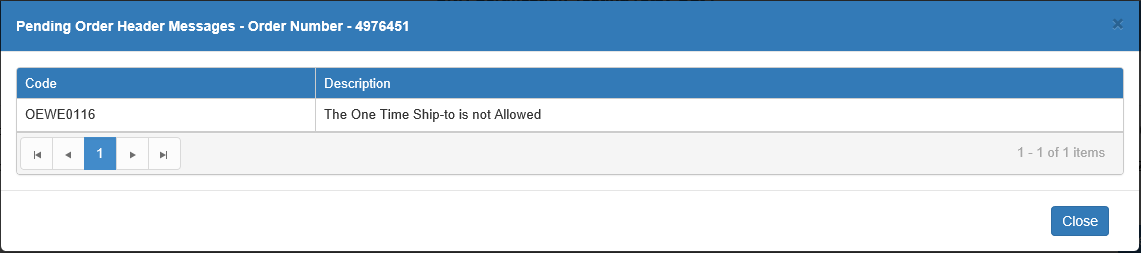 Pending Order Header Messages - Order Number - 4976451
×
Code Description
OEWE0116 The One Time Ship-to is not Allowed
1
1 - 1 of 1 items
Close